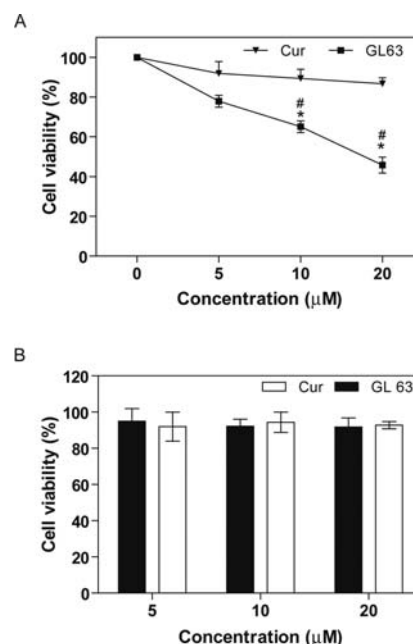 A
Cur GL63
100
80
60
40
20
0
Cell viability (%)
#
*
#
*
0 5 10 20
Concentration (μM)
B
Cur GL 63
120
100
80
60
40
20
0
Cell viability (%)
5 10 20
Concentration (μM)